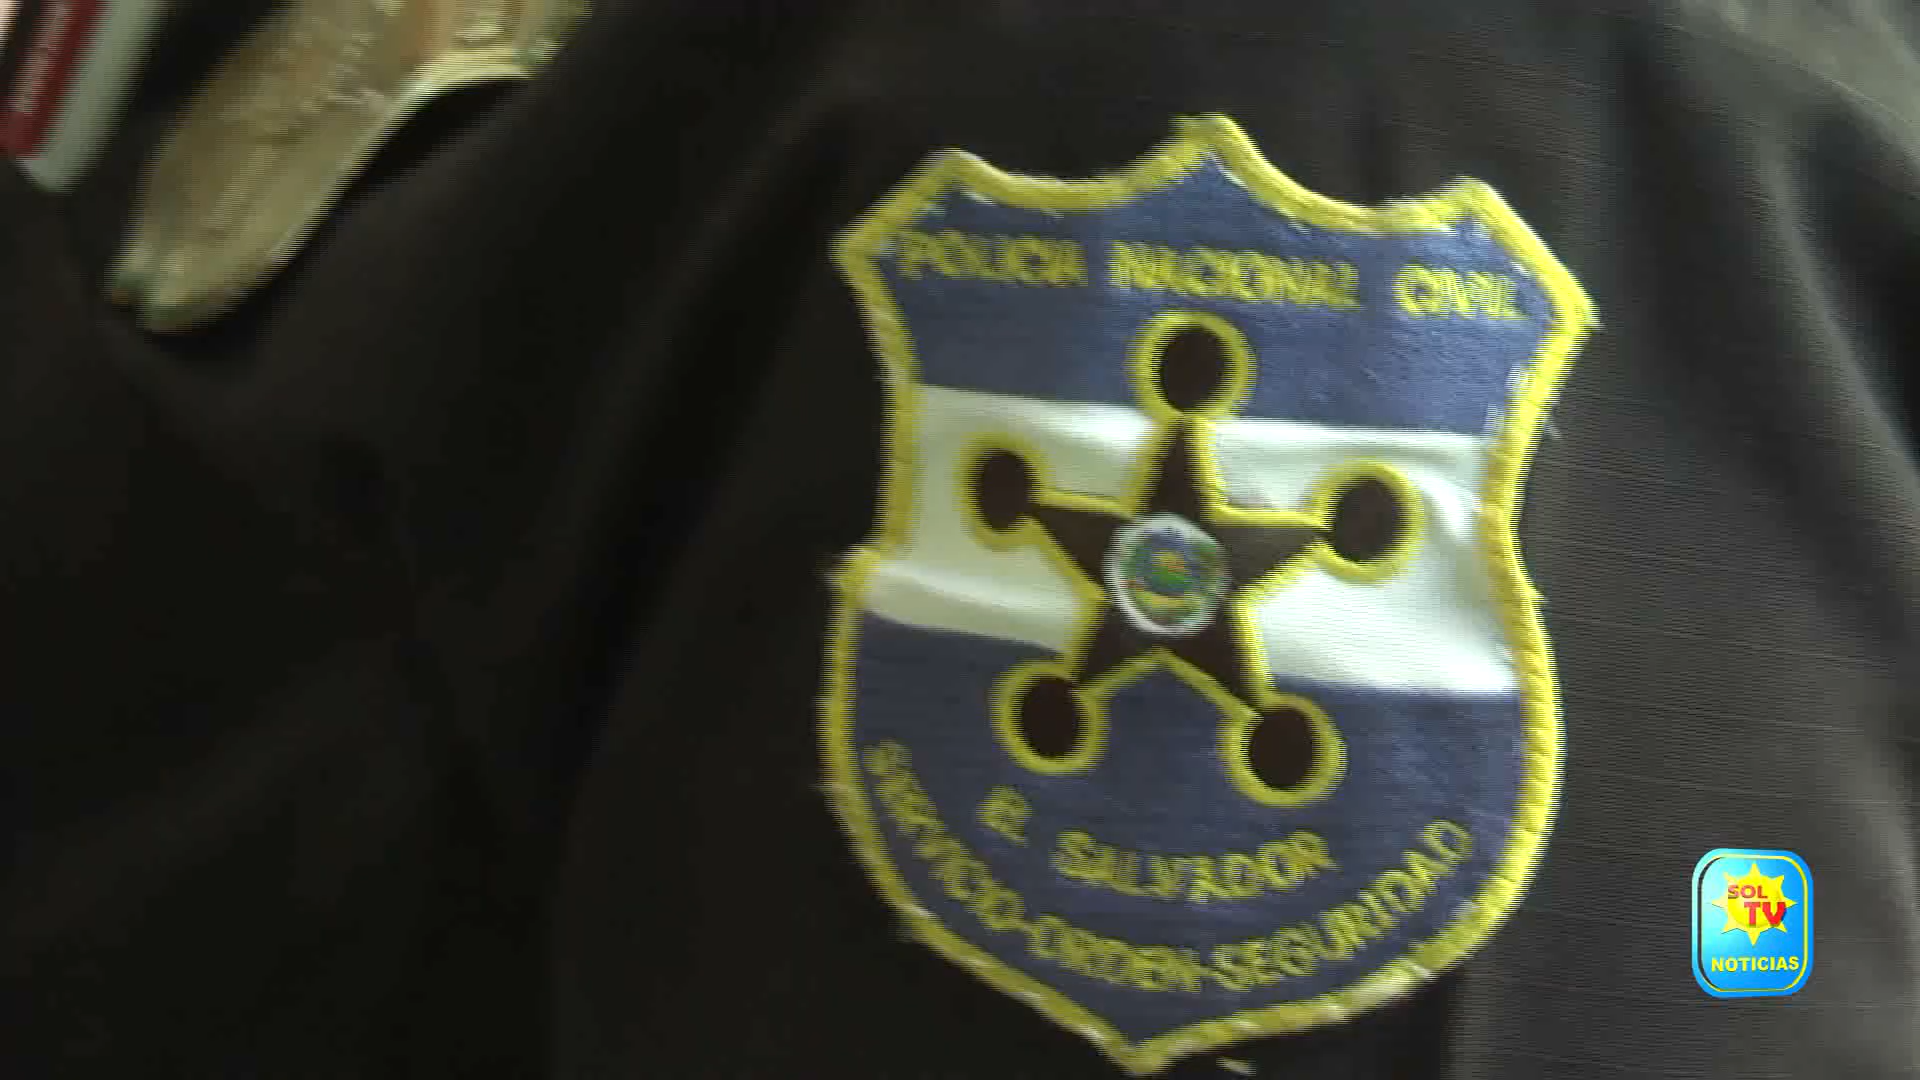 POLICIA NACIONAL CIVIL
EL SALVADOR
SERVICIO-ORDEN-SEGURIDAD
SOL
TV
NOTICIAS